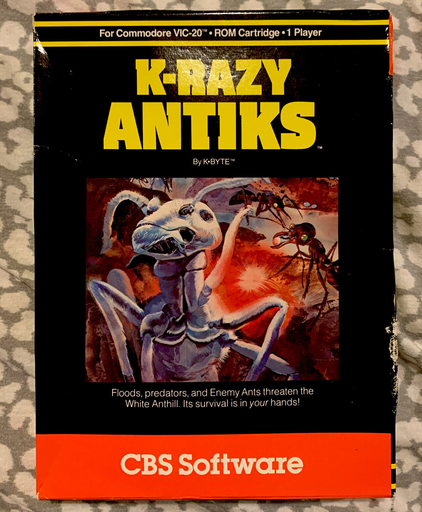 For Commodore VIC-20™ • ROM Cartridge • 1 Player
K-RAZY
ANTIKS™
By K•BYTE™
Floods, predators, and Enemy Ants threaten the
White Anthill. Its survival is in your hands!
CBS Software